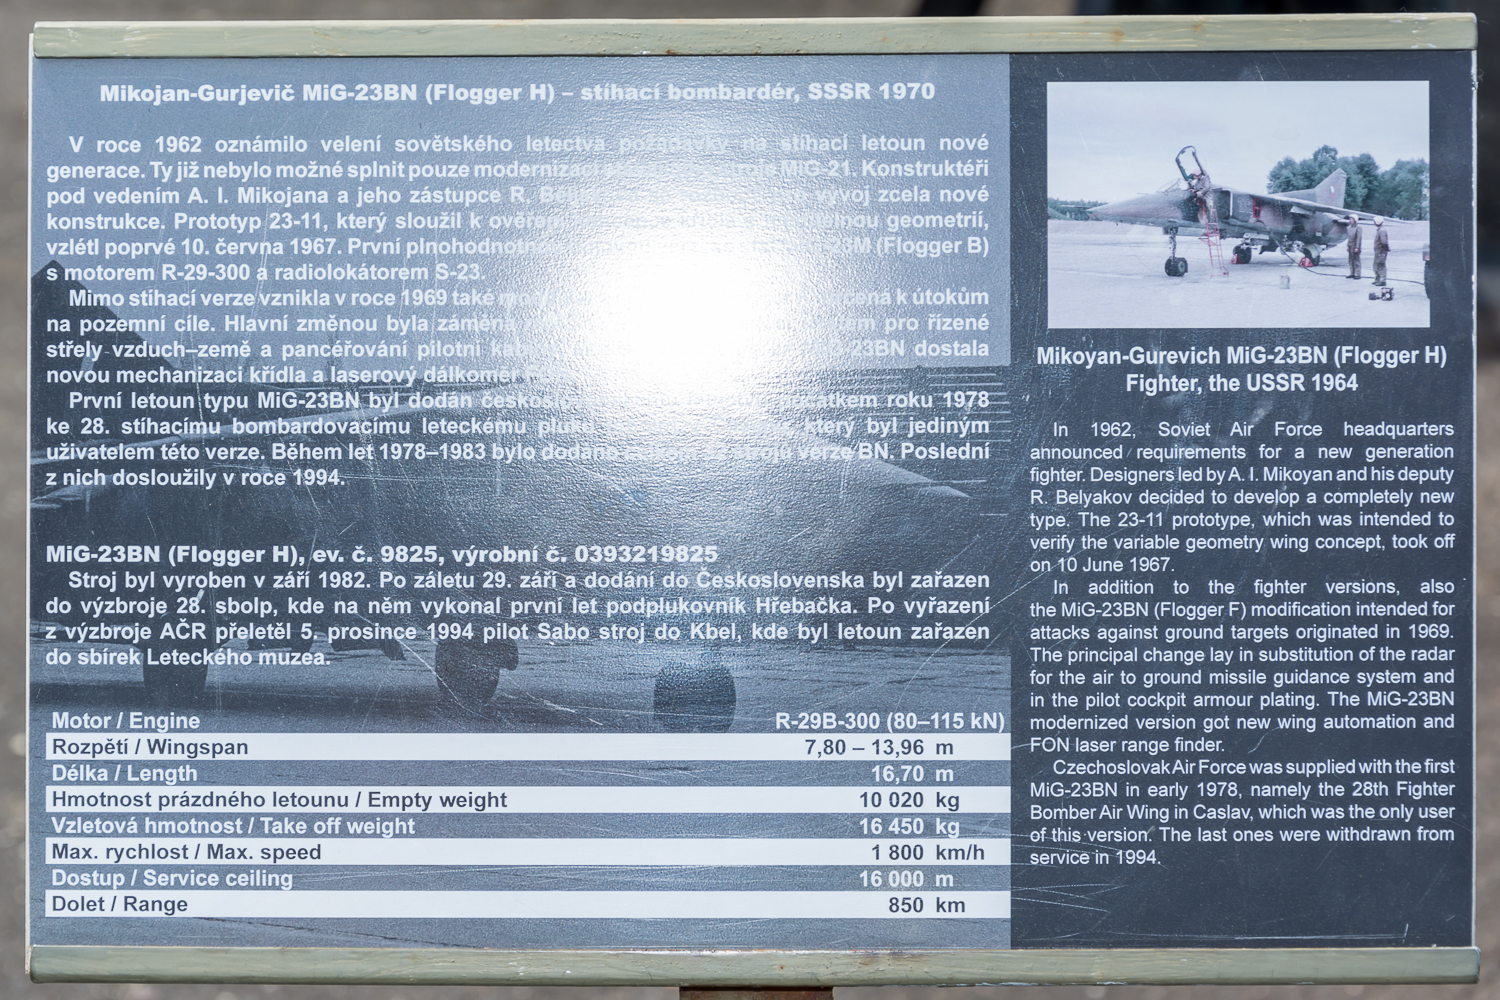 Mikojan-Gurjevič MiG-23BN (Flogger H) – stíhací bombardér, SSSR 1970
V roce 1962 oznámilo velení sovětského letectva požadavky na stíhací letoun nové
generace. Ty již nebylo možné splnit pouze modernizací MiG-21. Konstruktéři
pod vedením A. I. Mikojana a jeho zástupce R. vývoj zcela nové
konstrukce. Prototyp 23-11, který sloužil k geometrií,
vzlétl poprvé 10. června 1967. První (Flogger B)
s motorem R-29-300 a radiolokátorem S-23.
Mimo stíhací verze vznikla v roce 1969 také k útokům
na pozemní cíle. Hlavní změnou byla pro řízené
střely vzduch–země a pancéřování pilotní dostala
novou mechanizaci křídla a laserový dálkoměr
První letoun typu MiG-23BN byl dodán počátkem roku 1978
ke 28. stíhacímu bombardovacímu leteckému který byl jediným
uživatelem této verze. Během let 1978–1983 bylo dodáno strojů verze BN. Poslední
z nich dosloužily v roce 1994.
MiG-23BN (Flogger H), ev. č. 9825, výrobní č. 0393219825
Stroj byl vyroben v září 1982. Po záletu 29. září a dodání do Československa byl zařazen
do výzbroje 28. sbolp, kde na něm vykonal první let podplukovník Hřebačka. Po vyřazení
z výzbroje AČR přeletěl 5. prosince 1994 pilot Sabo stroj do Kbel, kde byl letoun zařazen
do sbírek Leteckého muzea.
Motor / Engine R-29B-300 (80–115 kN)
Rozpětí / Wingspan 7,80 – 13,96 m
Délka / Length 16,70 m
Hmotnost prázdného letounu / Empty weight 10 020 kg
Vzletová hmotnost / Take off weight 16 450 kg
Max. rychlost / Max. speed 1 800 km/h
Dostup / Service ceiling 16 000 m
Dolet / Range 850 km
Mikoyan-Gurevich MiG-23BN (Flogger H)
Fighter, the USSR 1964
In 1962, Soviet Air Force headquarters
announced requirements for a new generation
fighter. Designers led by A. I. Mikoyan and his deputy
R. Belyakov decided to develop a completely new
type. The 23-11 prototype, which was intended to
verify the variable geometry wing concept, took off
on 10 June 1967.
In addition to the fighter versions, also
the MiG-23BN (Flogger F) modification intended for
attacks against ground targets originated in 1969.
The principal change lay in substitution of the radar
for the air to ground missile guidance system and
in the pilot cockpit armour plating. The MiG-23BN
modernized version got new wing automation and
FON laser range finder.
Czechoslovak Air Force was supplied with the first
MiG-23BN in early 1978, namely the 28th Fighter
Bomber Air Wing in Caslav, which was the only user
of this version. The last ones were withdrawn from
service in 1994.